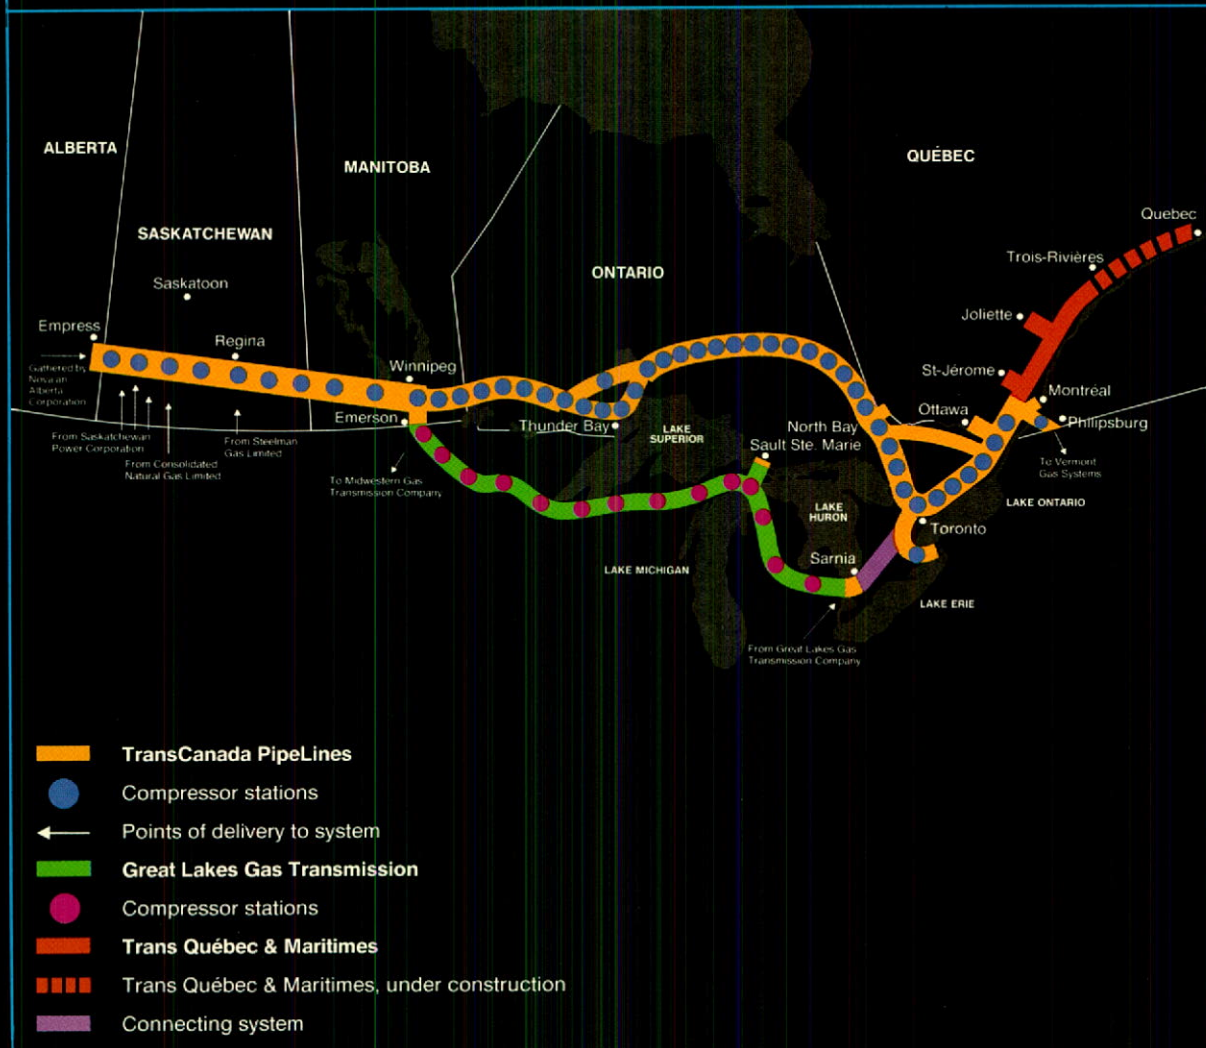 ALBERTA
MANITOBA
QUÉBEC
SASKATCHEWAN
Quebec
Trois-Rivières
ONTARIO
Saskatoon
Joliette
Empress
Regina
Winnipeg
St-Jérome
Montréal
Gathered by
Nova an
Alberta
Corporation
Emerson
Thunder Bay
LAKE
SUPERIOR
North Bay
Ottawa
Philipsburg
Sault Ste. Marie
From Saskatchewan
Power Corporation
From Steelman
Gas Limited
From Consolidated
Natural Gas Limited
To Midwestern Gas
Transmission Company
To Vermont
Gas Systems
LAKE
HURON
LAKE ONTARIO
Toronto
Sarnia
LAKE MICHIGAN
LAKE ERIE
From Great Lakes Gas
Transmission Company
TransCanada PipeLines
Compressor stations
Points of delivery to system
Great Lakes Gas Transmission
Compressor stations
Trans Québec & Maritimes
Trans Québec & Maritimes, under construction
Connecting system